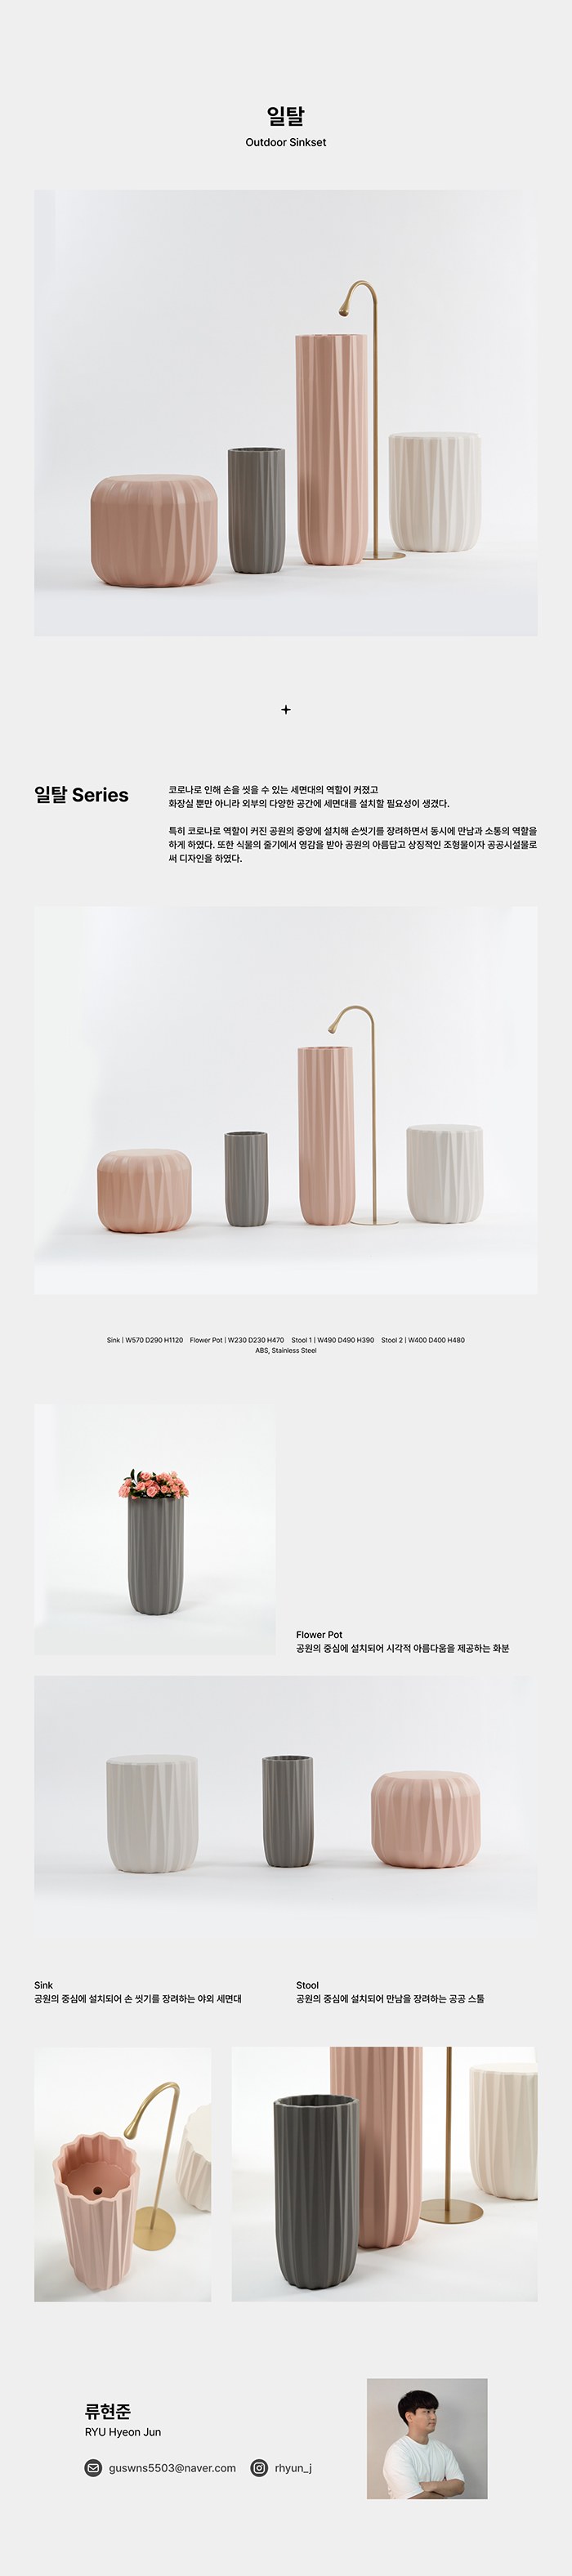 일탈
Outdoor Sinkset
일탈 Series
코로나로 인해 손을 씻을 수 있는 세면대의 역할이 커졌고
화장실 뿐만 아니라 외부의 다양한 공간에 세면대를 설치할 필요성이 생겼다.
특히 코로나로 역할이 커진 공원의 중앙에 설치해 손씻기를 장려하면서 동시에 만남과 소통의 역할을
하게 하였다. 또한 식물의 줄기에서 영감을 받아 공원의 아름답고 상징적인 조형물이자 공공시설물로
써 디자인을 하였다.
Sink | W570 D290 H1120 Flower Pot | W230 D230 H470 Stool 1 | W490 D490 H390 Stool 2 | W400 D400 H480
ABS, Stainless Steel
Flower Pot
공원의 중심에 설치되어 시각적 아름다움을 제공하는 화분
Sink
공원의 중심에 설치되어 손 씻기를 장려하는 야외 세면대
Stool
공원의 중심에 설치되어 만남을 장려하는 공공 스툴
류현준
RYU Hyeon Jun
guswns5503@naver.com rhyun_j